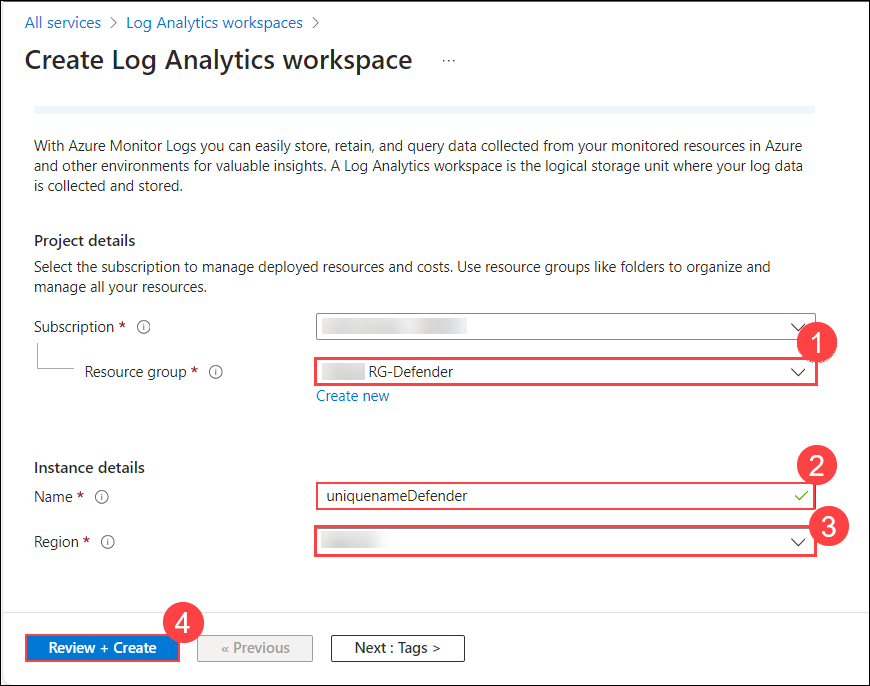 All services > Log Analytics workspaces >
Create Log Analytics workspace ...
With Azure Monitor Logs you can easily store, retain, and query data collected from your monitored resources in Azure
and other environments for valuable insights. A Log Analytics workspace is the logical storage unit where your log data
is collected and stored.
Project details
Select the subscription to manage deployed resources and costs. Use resource groups like folders to organize and
manage all your resources.
Subscription *
1
Resource group * RG-Defender
Create new
Instance details
2
Name * uniquenameDefender
3
Region *
4
Review + Create « Previous Next : Tags >